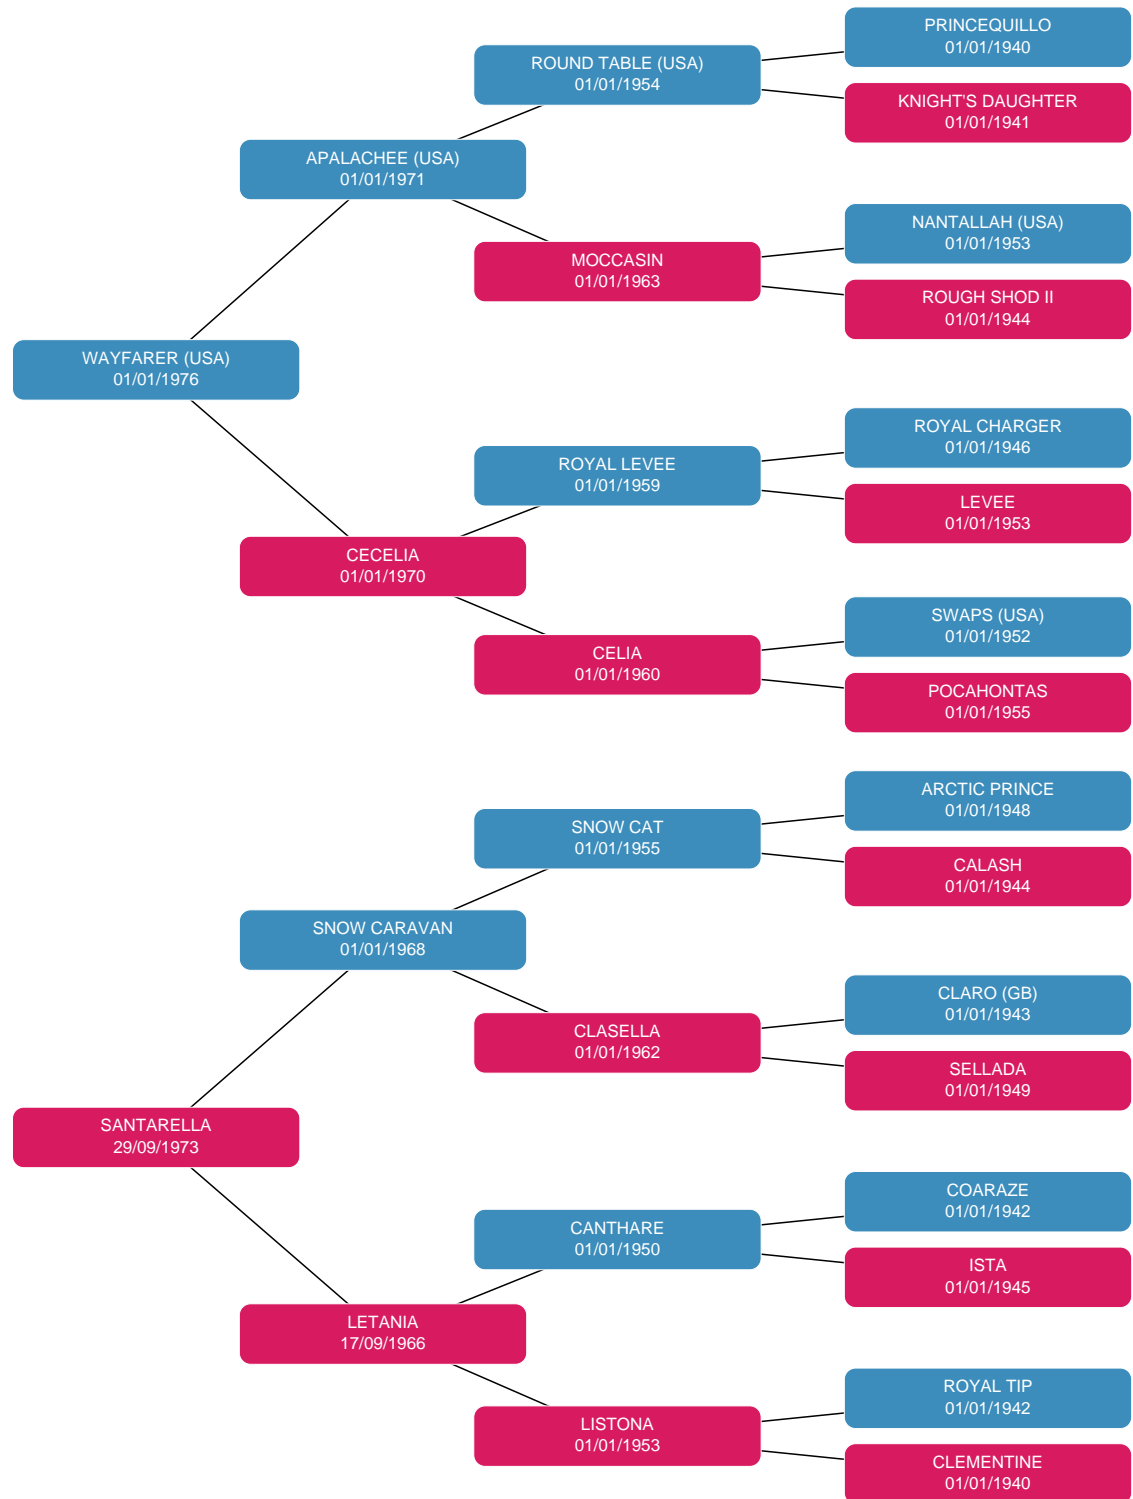 PRINCEQUILLO
01/01/1940
ROUND TABLE (USA)
01/01/1954
KNIGHT'S DAUGHTER
01/01/1941
APALACHEE (USA)
01/01/1971
NANTALLAH (USA)
01/01/1953
MOCCASIN
01/01/1963
ROUGH SHOD II
01/01/1944
WAYFARER (USA)
01/01/1976
ROYAL CHARGER
01/01/1946
ROYAL LEVEE
01/01/1959
LEVEE
01/01/1953
CECELIA
01/01/1970
SWAPS (USA)
01/01/1952
CELIA
01/01/1960
POCAHONTAS
01/01/1955
ARCTIC PRINCE
01/01/1948
SNOW CAT
01/01/1955
CALASH
01/01/1944
SNOW CARAVAN
01/01/1968
CLARO (GB)
01/01/1943
CLASELLA
01/01/1962
SELLADA
01/01/1949
SANTARELLA
29/09/1973
COARAZE
01/01/1942
CANTHARE
01/01/1950
ISTA
01/01/1945
LETANIA
17/09/1966
ROYAL TIP
01/01/1942
LISTONA
01/01/1953
CLEMENTINE
01/01/1940